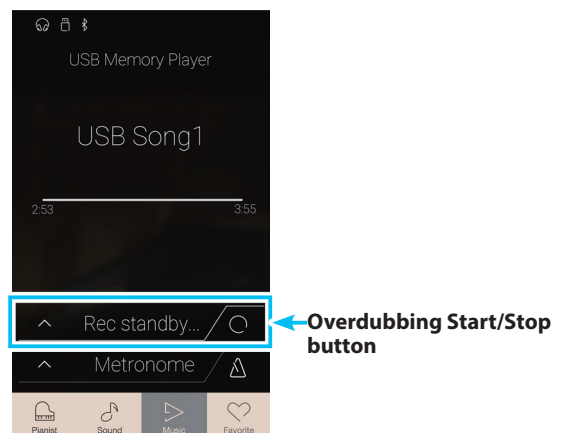 USB Memory Player
USB Song1
2:53 3:55
Rec standby...
Overdubbing Start/Stop
button
Metronome
Pianist Sound Music Favorite